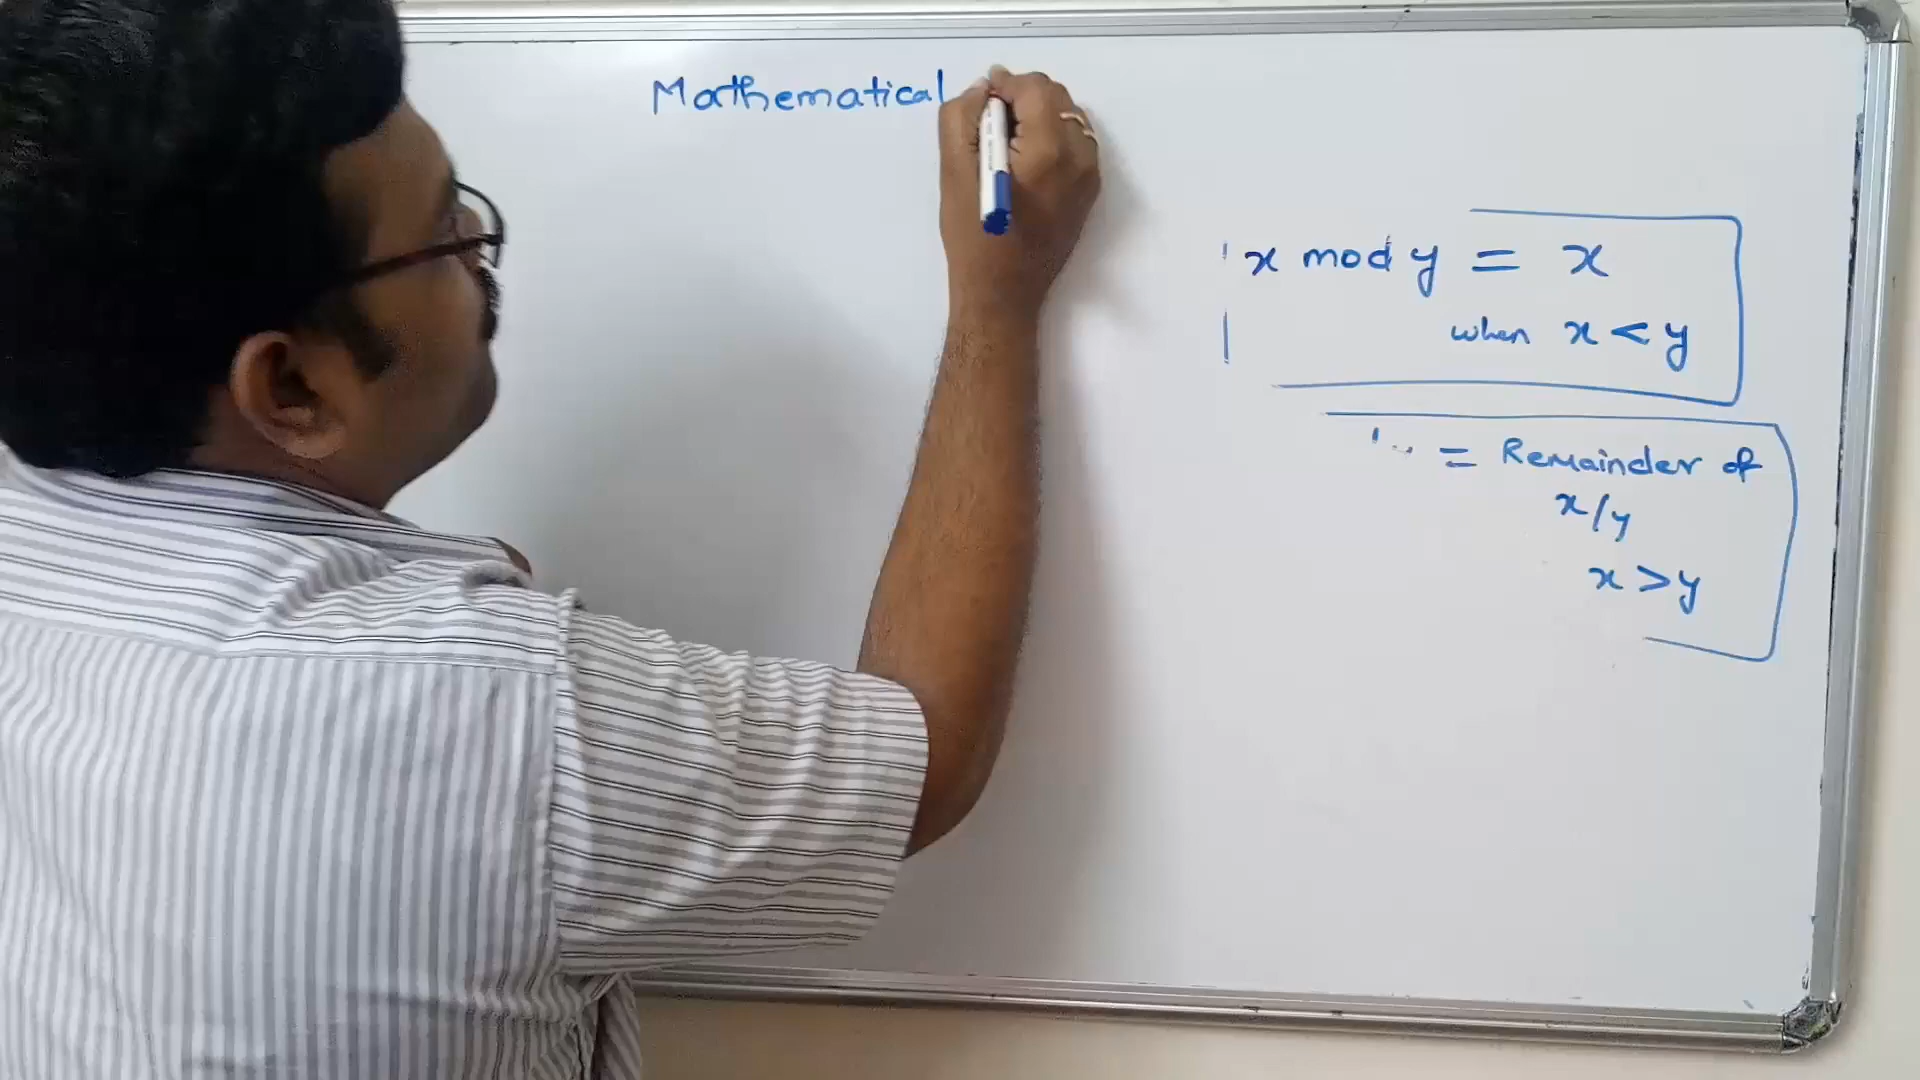 Mathematical
x mod y = x
when x < y
= Remainder of
x/y
x > y